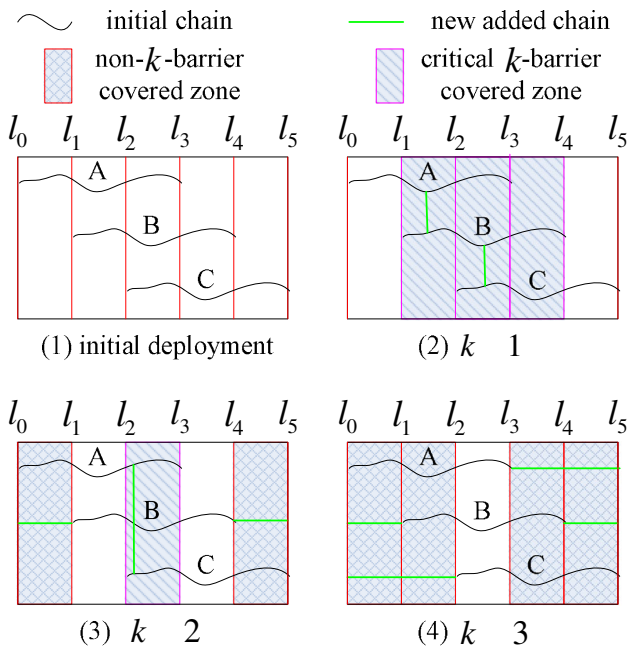 initial chain
new added chain
non-k-barrier
covered zone
critical k-barrier
covered zone
l0 l1 l2 l3 l4 l5
A
B
C
(1) initial deployment
l0 l1 l2 l3 l4 l5
A
B
C
(2) k 1
l0 l1 l2 l3 l4 l5
A
B
C
(3) k 2
l0 l1 l2 l3 l4 l5
A
B
C
(4) k 3